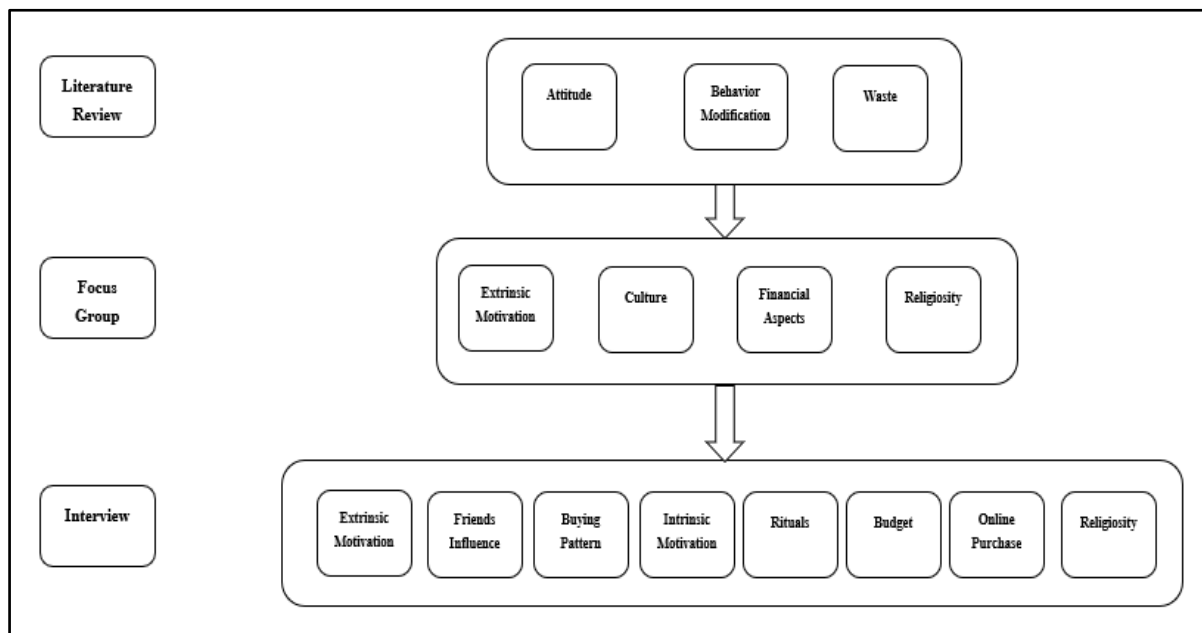 Literature
Review
Attitude
Behavior
Modification
Waste
Focus
Group
Extrinsic
Motivation
Culture
Financial
Aspects
Religiosity
Interview
Extrinsic
Motivation
Friends
Influence
Buying
Pattern
Intrinsic
Motivation
Rituals
Budget
Online
Purchase
Religiosity